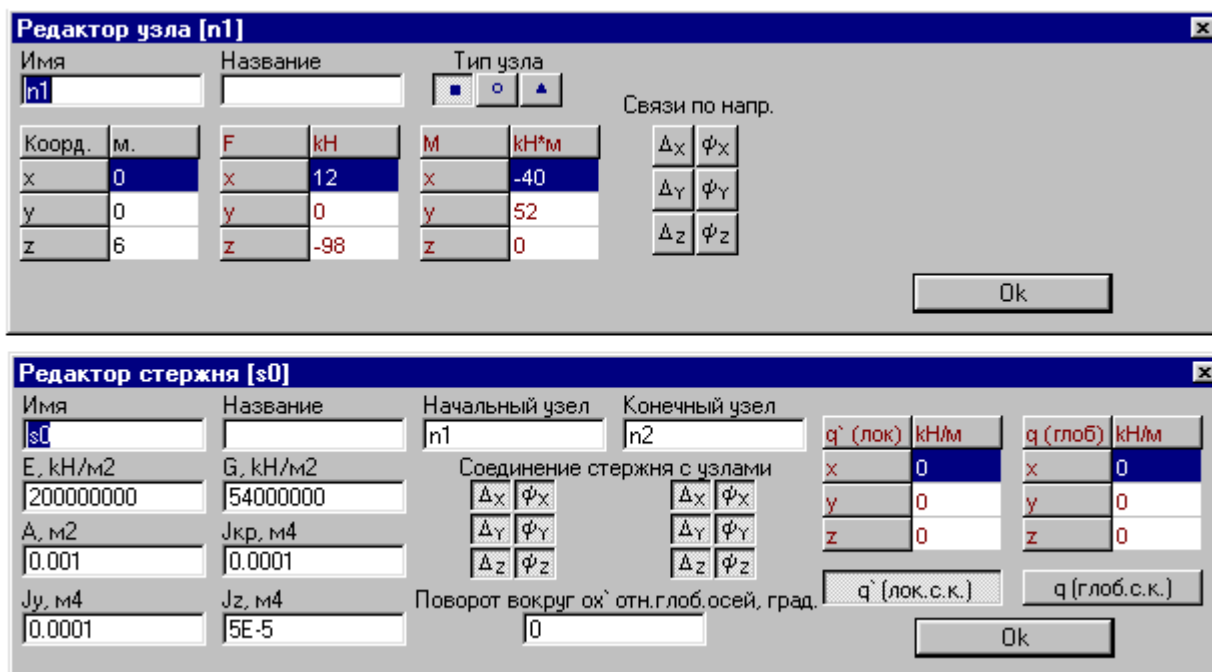 Редактор узла [n1]
Имя Название Тип узла
n1
Связи по напр.
Коорд. м. F kH M kH*м Δx φx
x 0 x 12 x -40
y 0 y 0 y 52 Δy φy
z 6 z -98 z 0 Δz φz
Ok
Редактор стержня [s0]
Имя Название Начальный узел Конечный узел
s0 n1 n2 q` (лок) kH/м q (глоб) kH/м
E, kH/м2 G, kH/м2 Соединение стержня с узлами x 0 x 0
200000000 54000000 Δx φx Δx φx
y 0 y 0
A, м2 Jкр, м4 Δy φy Δy φy z 0 z 0
0.001 0.0001 Δz φz Δz φz
q` (лок.с.к.) q (глоб.с.к.)
Jy, м4 Jz, м4 Поворот вокруг ox` отн.глоб.осей, град.
0.0001 5E-5 0 Ok